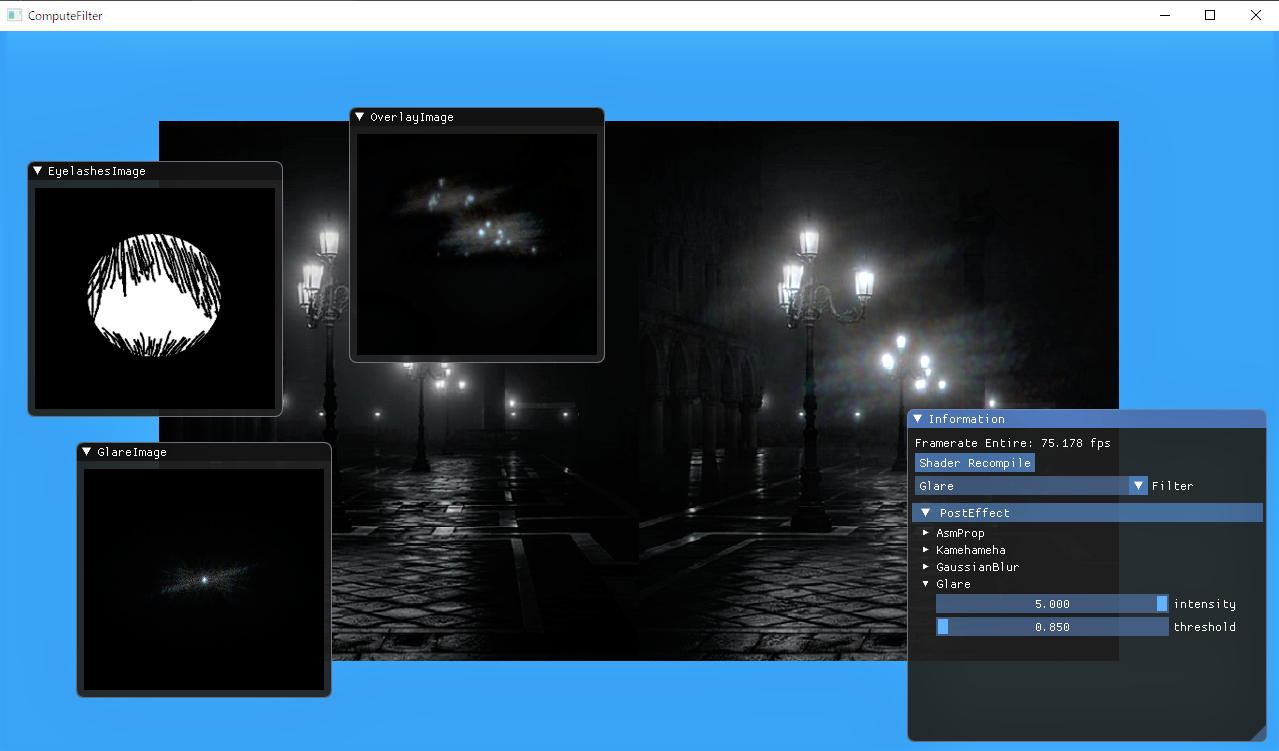 ComputeFilter
OverlayImage
EyelashesImage
GlareImage
Information
Framerate Entire: 75.178 fps
Shader Recompile
Glare Filter
PostEffect
AsmProp
Kamehameha
GaussianBlur
Glare
5.000 intensity
0.850 threshold